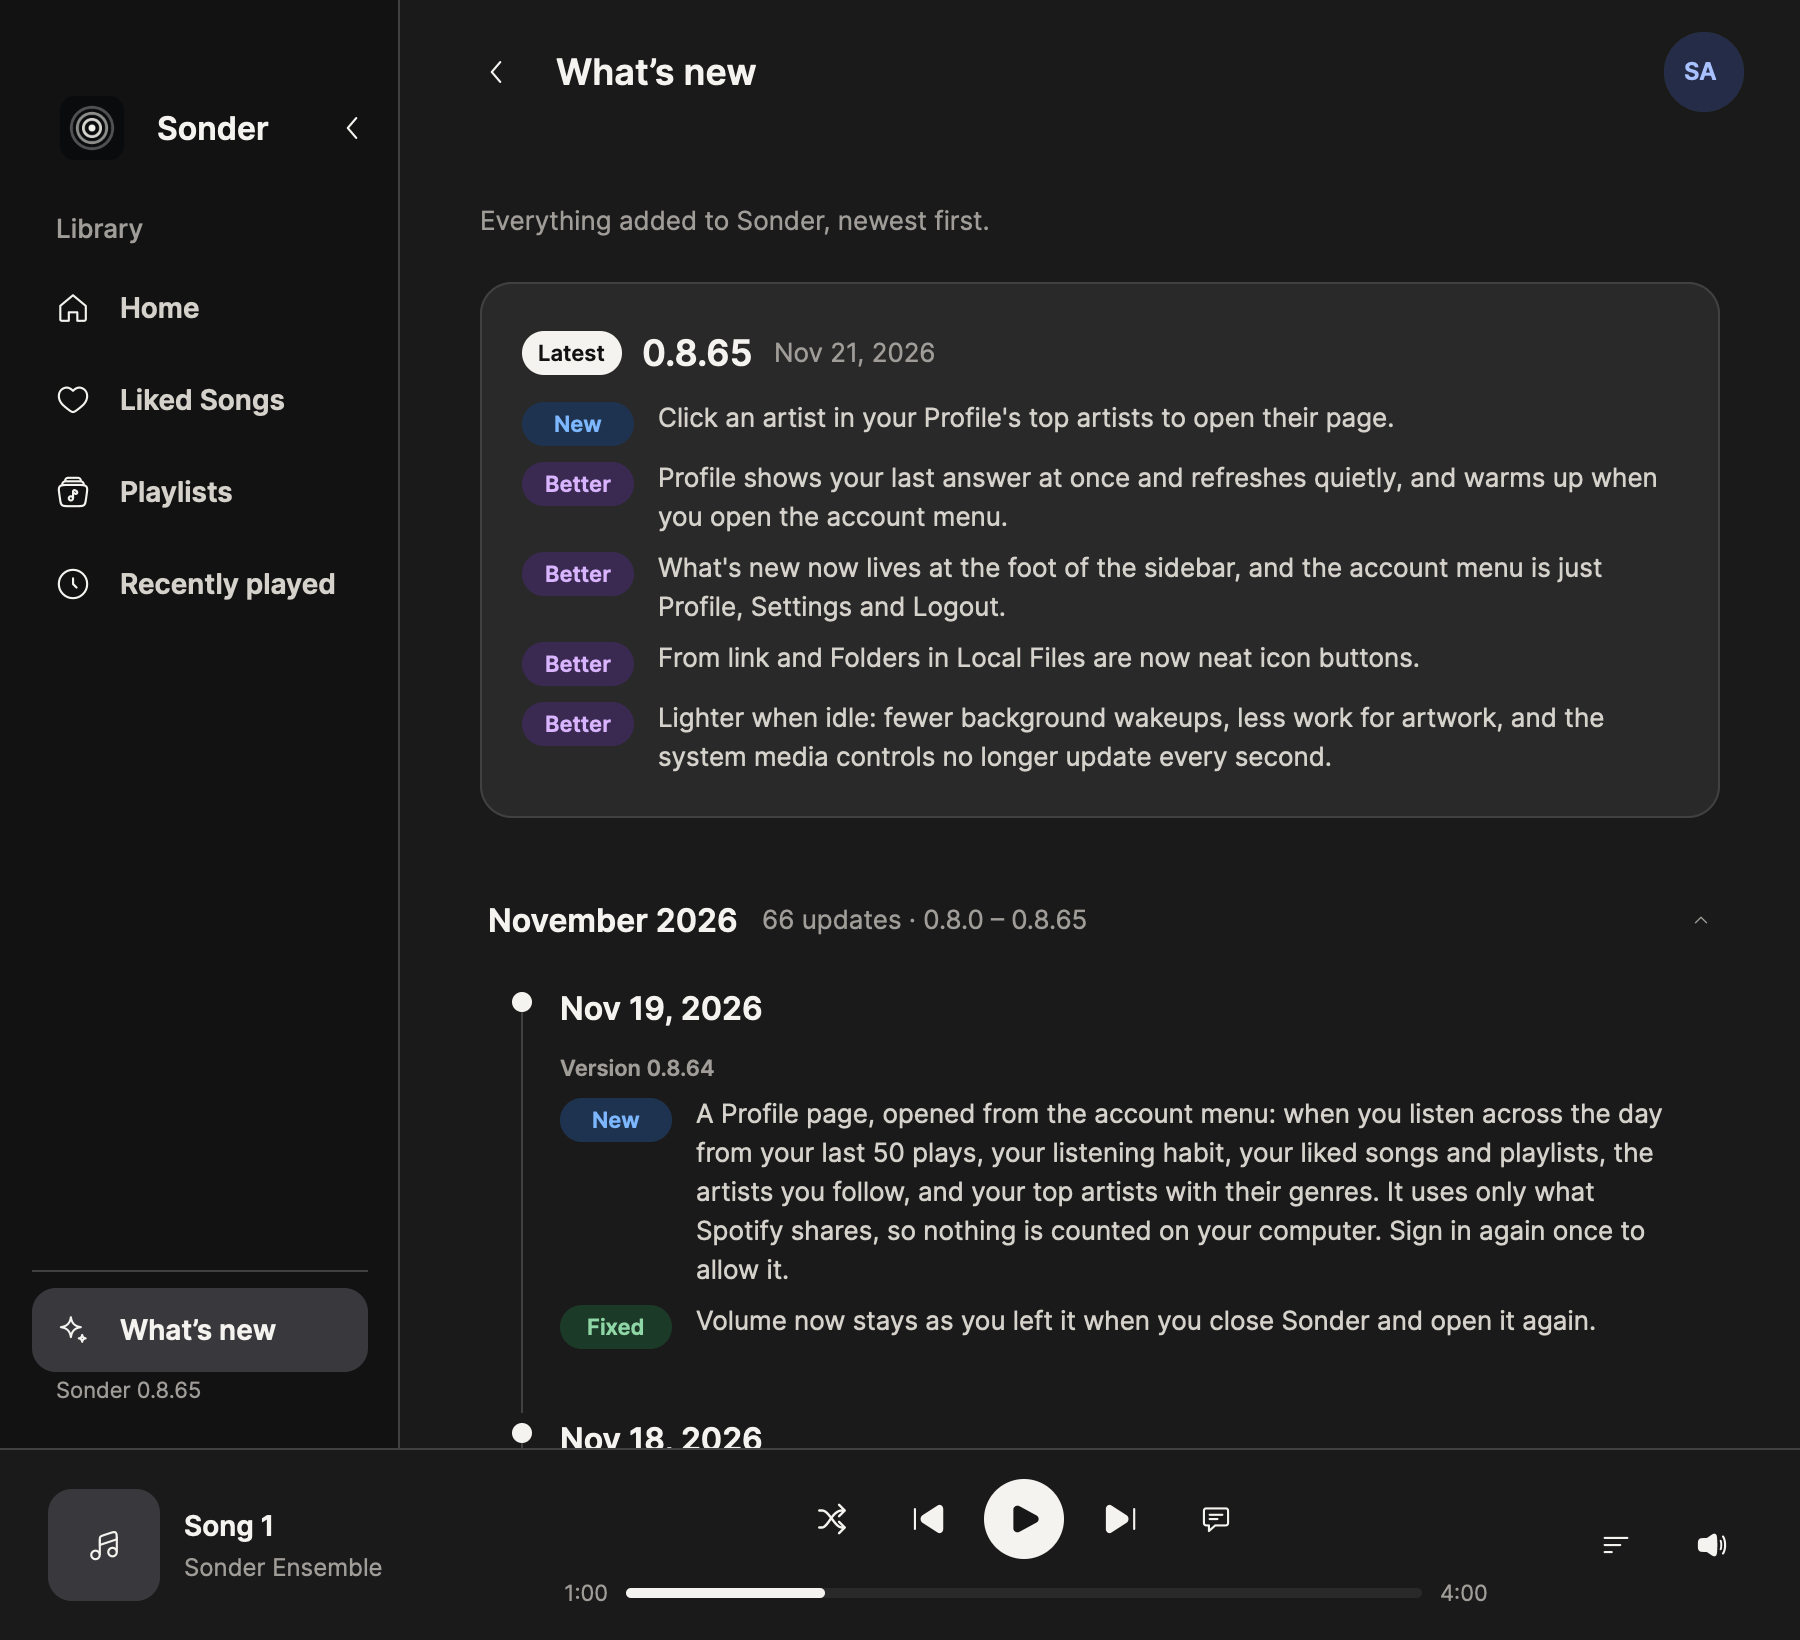 Sonder
Library
Home
Liked Songs
Playlists
Recently played
What’s new
Sonder 0.8.65
What’s new
SA
Everything added to Sonder, newest first.
Latest 0.8.65 Nov 21, 2026
New Click an artist in your Profile's top artists to open their page.
Better Profile shows your last answer at once and refreshes quietly, and warms up when
you open the account menu.
Better What's new now lives at the foot of the sidebar, and the account menu is just
Profile, Settings and Logout.
Better From link and Folders in Local Files are now neat icon buttons.
Better Lighter when idle: fewer background wakeups, less work for artwork, and the
system media controls no longer update every second.
November 2026 66 updates · 0.8.0 – 0.8.65
Nov 19, 2026
Version 0.8.64
New A Profile page, opened from the account menu: when you listen across the day
from your last 50 plays, your listening habit, your liked songs and playlists, the
artists you follow, and your top artists with their genres. It uses only what
Spotify shares, so nothing is counted on your computer. Sign in again once to
allow it.
Fixed Volume now stays as you left it when you close Sonder and open it again.
Nov 18, 2026
Song 1
Sonder Ensemble
1:00 4:00